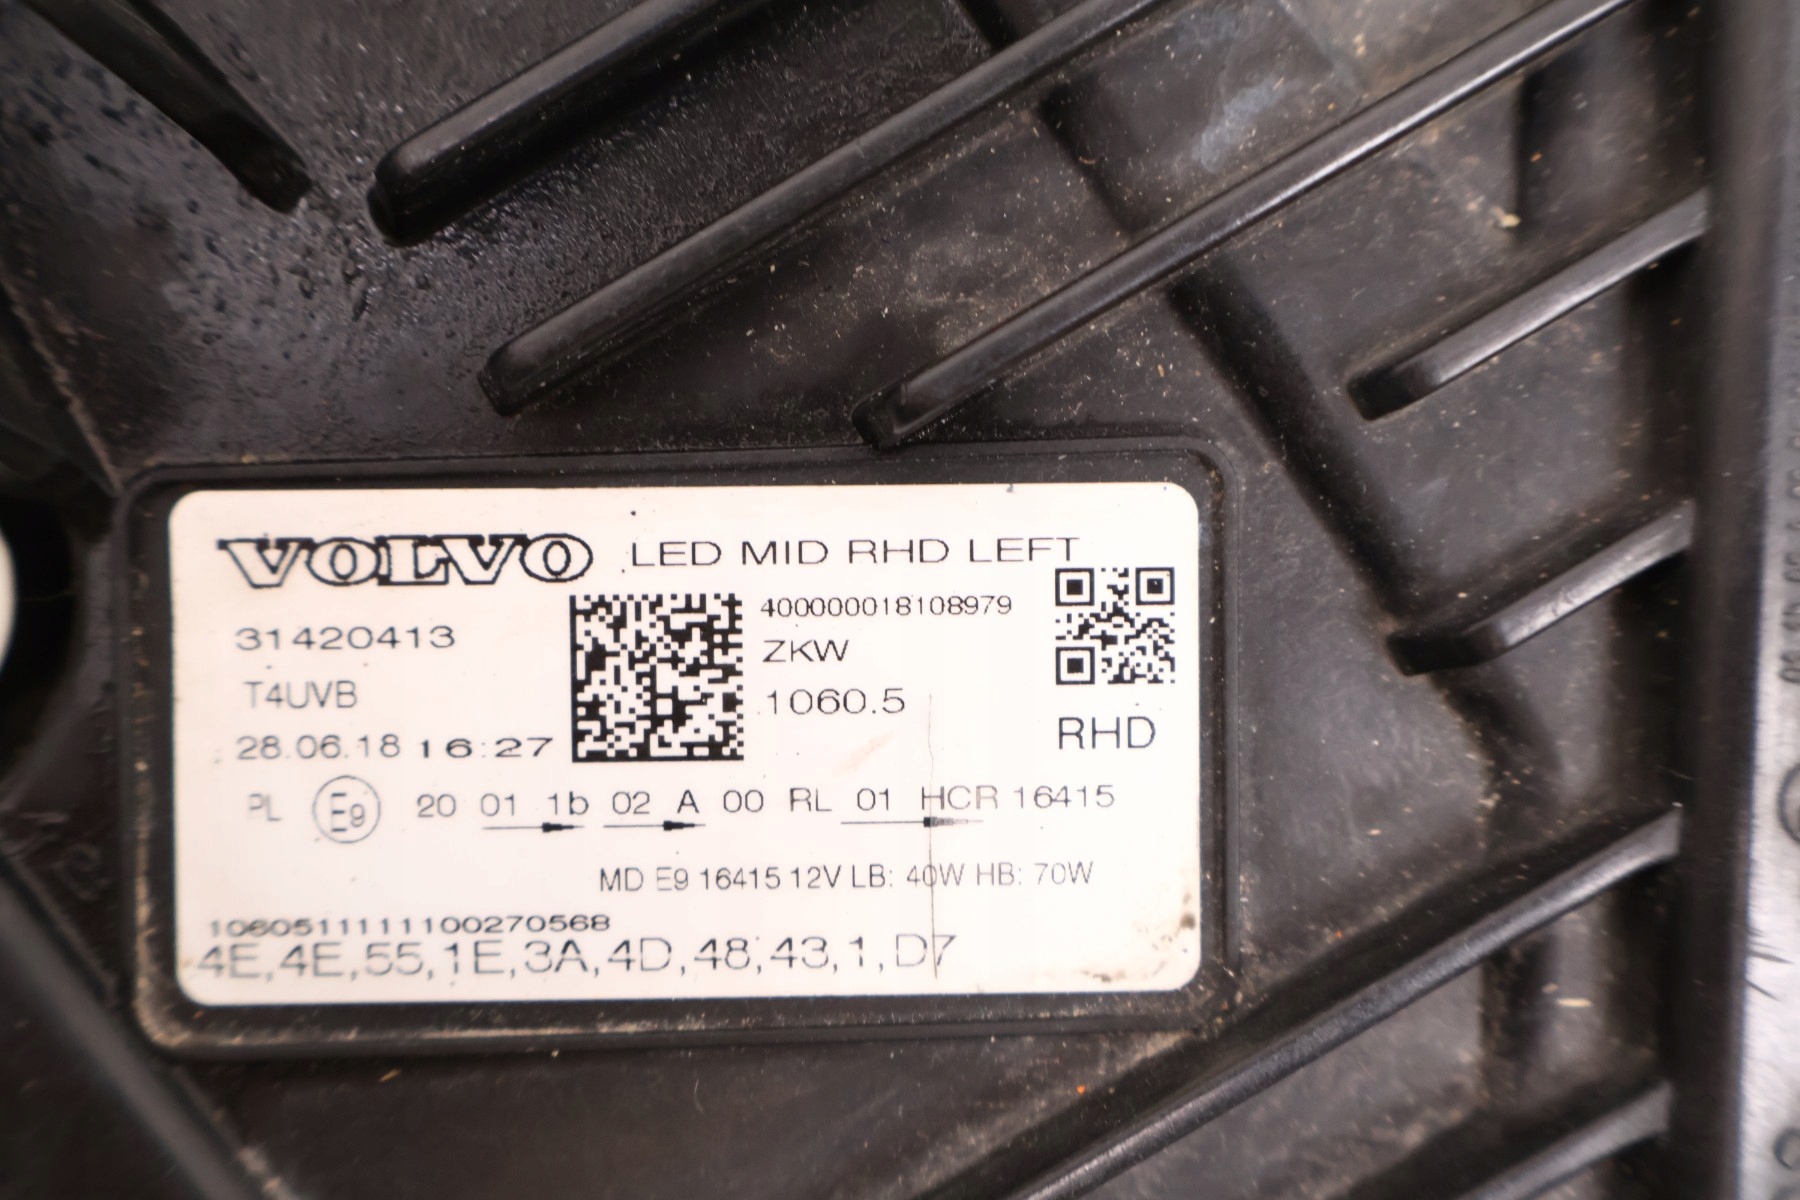 VOLVO LED MID RHD LEFT
400000018108979
31420413
ZKW
T4UVB
1060.5
RHD
28.06.18 16:27
PL E9 20 01 1b 02 A 00 RL 01 HCR 16415
MD E9 16415 12V LB: 40W HB: 70W
1060511111100270568
4E,4E,55,1E,3A,4D,48,43,1,D7